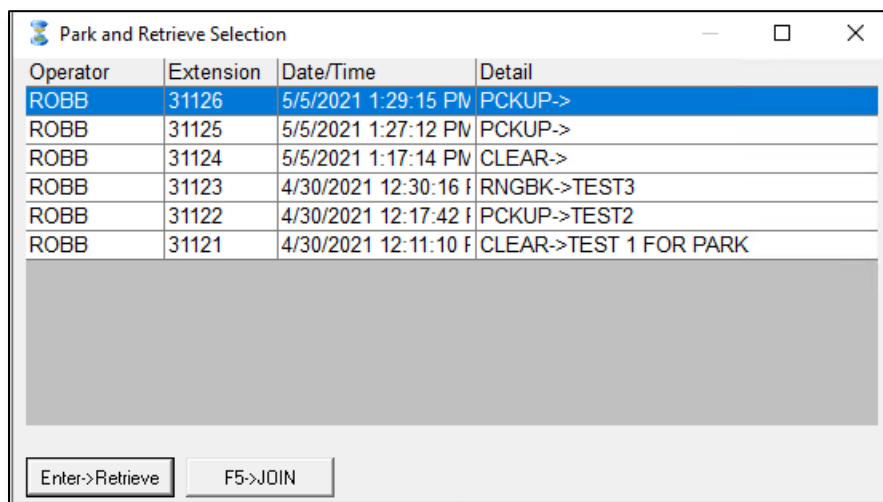 Park and Retrieve Selection
Operator Extension Date/Time Detail
ROBB 31126 5/5/2021 1:29:15 PM PCKUP->
ROBB 31125 5/5/2021 1:27:12 PM PCKUP->
ROBB 31124 5/5/2021 1:17:14 PM CLEAR->
ROBB 31123 4/30/2021 12:30:16 RNGBK->TEST3
ROBB 31122 4/30/2021 12:17:42 PCKUP->TEST2
ROBB 31121 4/30/2021 12:11:10 CLEAR->TEST 1 FOR PARK
Enter->Retrieve F5->JOIN